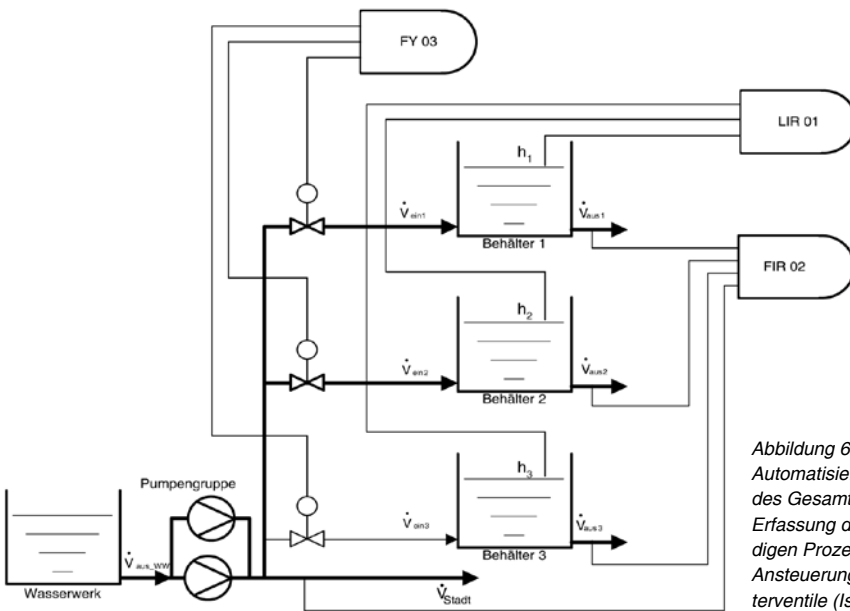 FY 03
LIR 01
h1
V̇ein1
V̇aus1
Behälter 1
FIR 02
h2
V̇ein2
V̇aus2
Behälter 2
h3
Pumpengruppe
V̇ein3
V̇aus3
Behälter 3
V̇aus_WW
Wasserwerk
V̇Stadt
Abbildung 6
Automatisie
des Gesamt
Erfassung d
digen Proze
Ansteuerung
terventile (Is